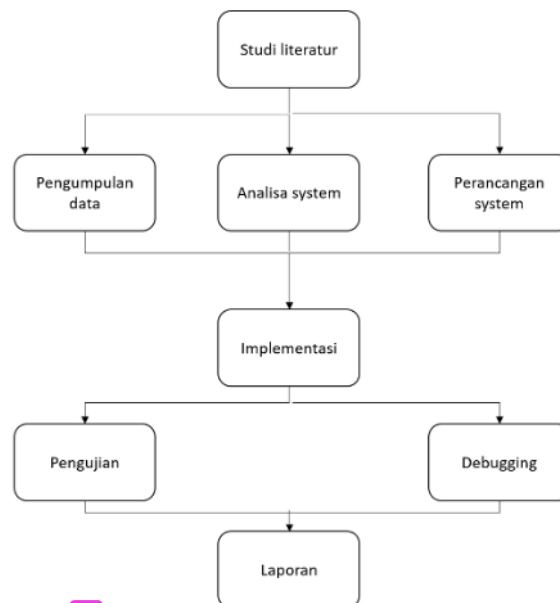 Studi literatur
Pengumpulan
data
Analisa system
Perancangan
system
Implementasi
Pengujian
Debugging
Laporan